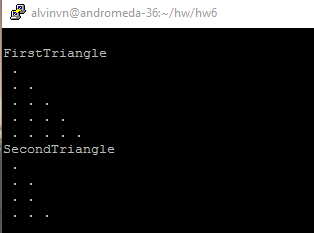 alvinvn@andromeda-36:~/hw/hw6
FirstTriangle
.
. .
. . .
. . . .
. . . . .
SecondTriangle
.
. .
. .
. . .